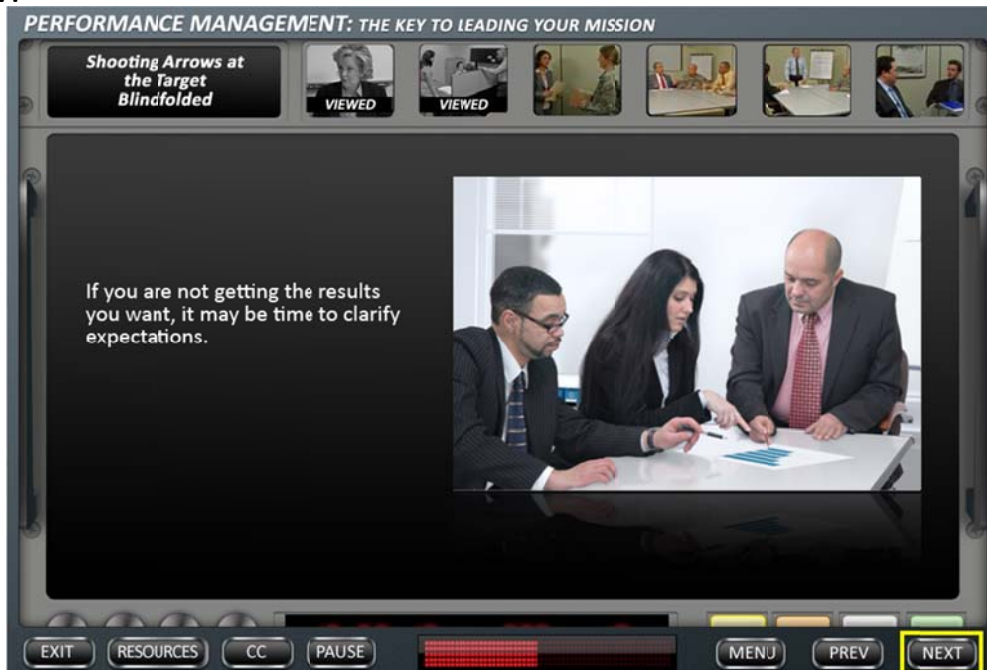 PERFORMANCE MANAGEMENT: THE KEY TO LEADING YOUR MISSION
Shooting Arrows at
the Target
Blindfolded
VIEWED
VIEWED
If you are not getting the results
you want, it may be time to clarify
expectations.
EXIT
RESOURCES
CC
PAUSE
MENU
PREV
NEXT